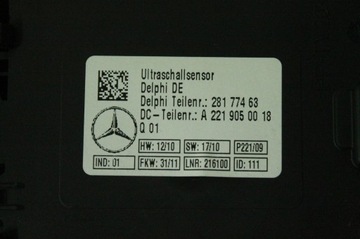 Ultraschallsensor
Delphi DE
Delphi Teilenr.: 281 774 63
DC-Teilenr.: A 221 905 00 18
Q 01
HW: 12/10 SW: 17/10 P221/09
IND: 01 FKW: 31/11 LNR: 216100 ID: 111